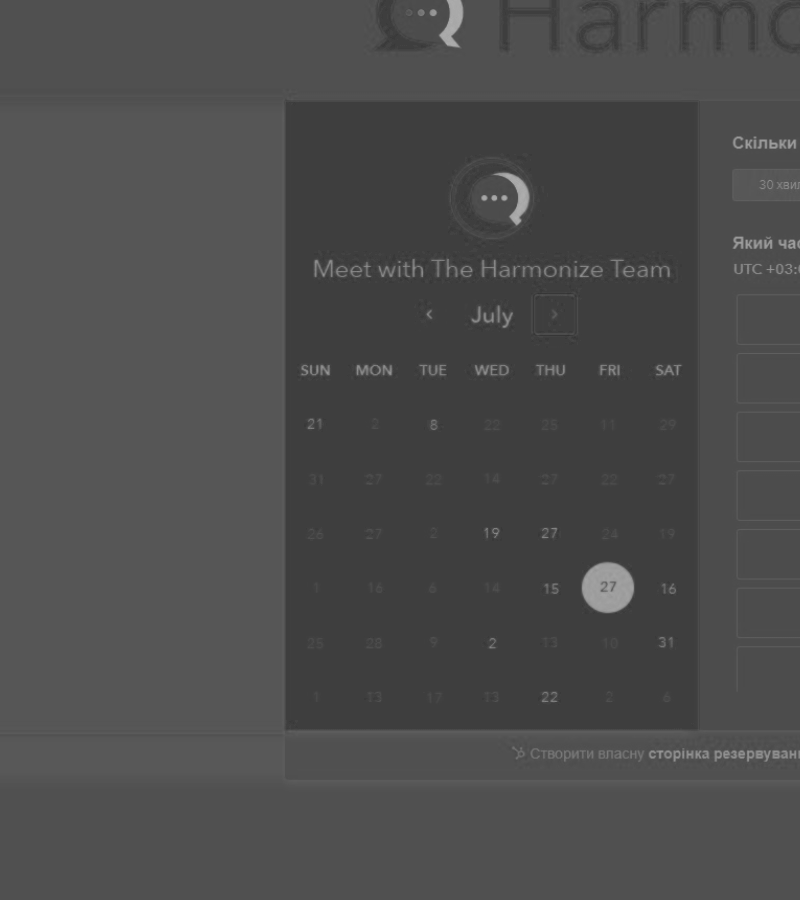 Harmo
Скільки
30 хвил
Який час
UTC +03:0
Meet with The Harmonize Team
July
SUN MON TUE WED THU FRI SAT
21 2 8 22 25 11 29
31 27 22 14 27 22 27
26 27 2 19 27 24 19
1 16 6 14 15 27 16
25 28 9 2 13 10 31
1 13 17 13 22 2 6
Створити власну сторінка резервуванн